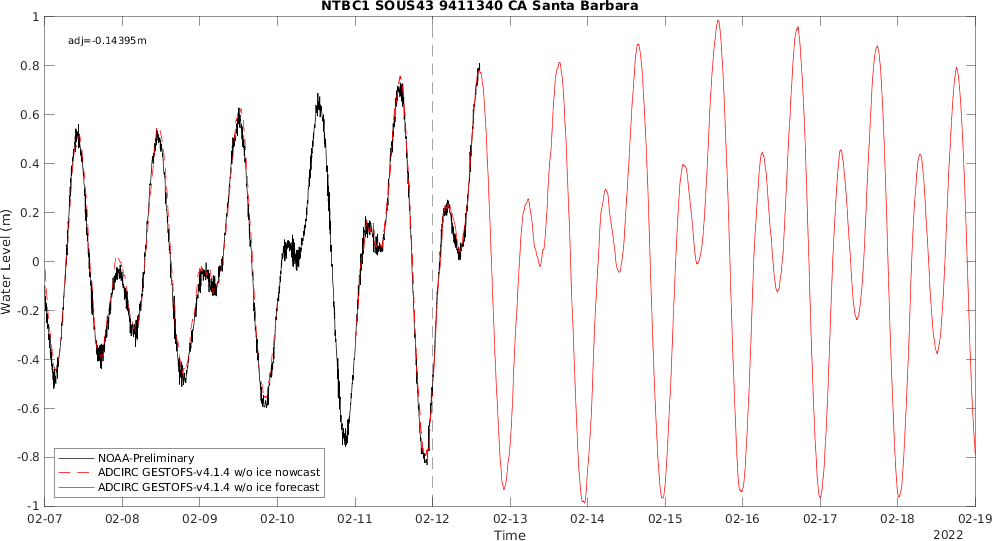 NTBC1 SOUS43 9411340 CA Santa Barbara
adj=-0.14395m
1
0.8
0.6
0.4
0.2
0
-0.2
-0.4
-0.6
-0.8
-1
Water Level (m)
NOAA-Preliminary
ADCIRC GESTOFS-v4.1.4 w/o ice nowcast
ADCIRC GESTOFS-v4.1.4 w/o ice forecast
02-07 02-08 02-09 02-10 02-11 02-12 02-13 02-14 02-15 02-16 02-17 02-18 02-19
Time
2022